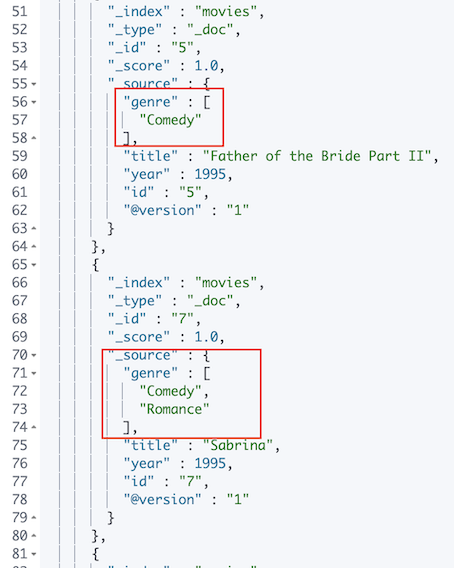 51 "_index" : "movies",
52 "_type" : "_doc",
53 "_id" : "5",
54 "_score" : 1.0,
55 "_source" : {
56 "genre" : [
57 "Comedy"
58 ],
59 "title" : "Father of the Bride Part II",
60 "year" : 1995,
61 "id" : "5",
62 "@version" : "1"
63 }
64 },
65 {
66 "_index" : "movies",
67 "_type" : "_doc",
68 "_id" : "7",
69 "_score" : 1.0,
70 "_source" : {
71 "genre" : [
72 "Comedy",
73 "Romance"
74 ],
75 "title" : "Sabrina",
76 "year" : 1995,
77 "id" : "7",
78 "@version" : "1"
79 }
80 },
81 {